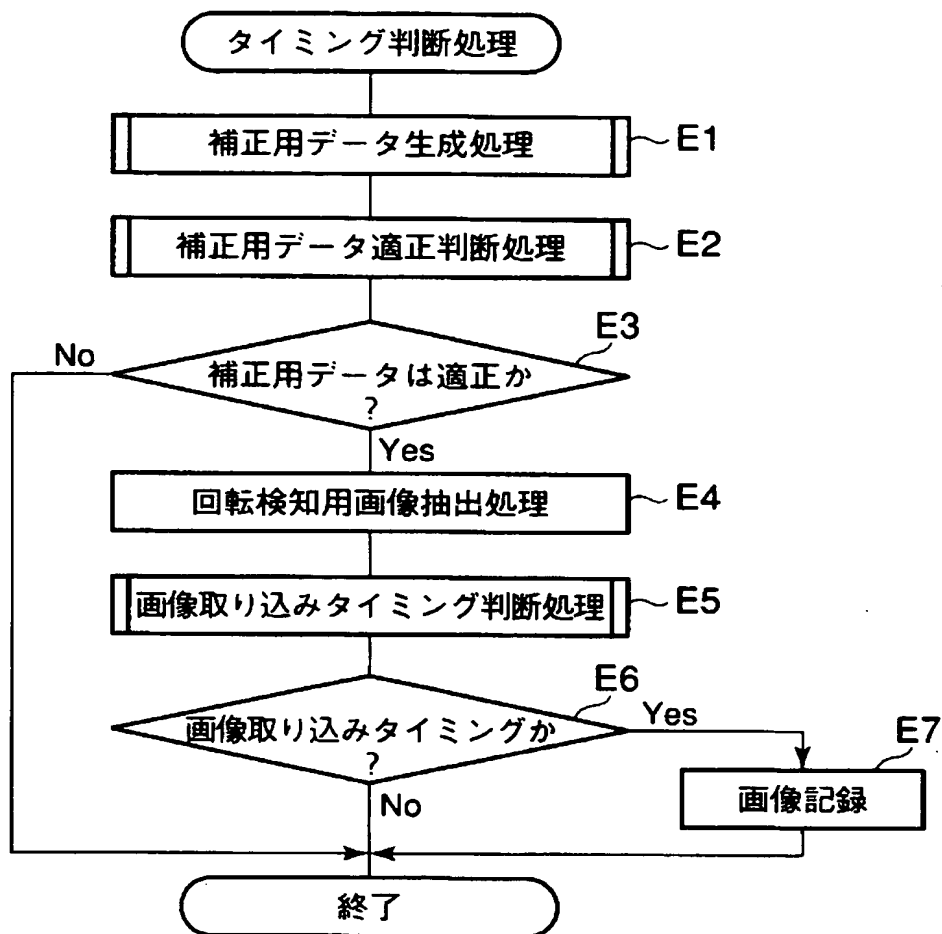 タイミング判断処理
補正用データ生成処理
E1
補正用データ適正判断処理
E2
E3
No
補正用データは適正か
?
Yes
回転検知用画像抽出処理
E4
画像取り込みタイミング判断処理
E5
E6
画像取り込みタイミングか
?
Yes
No
E7
画像記録
終了